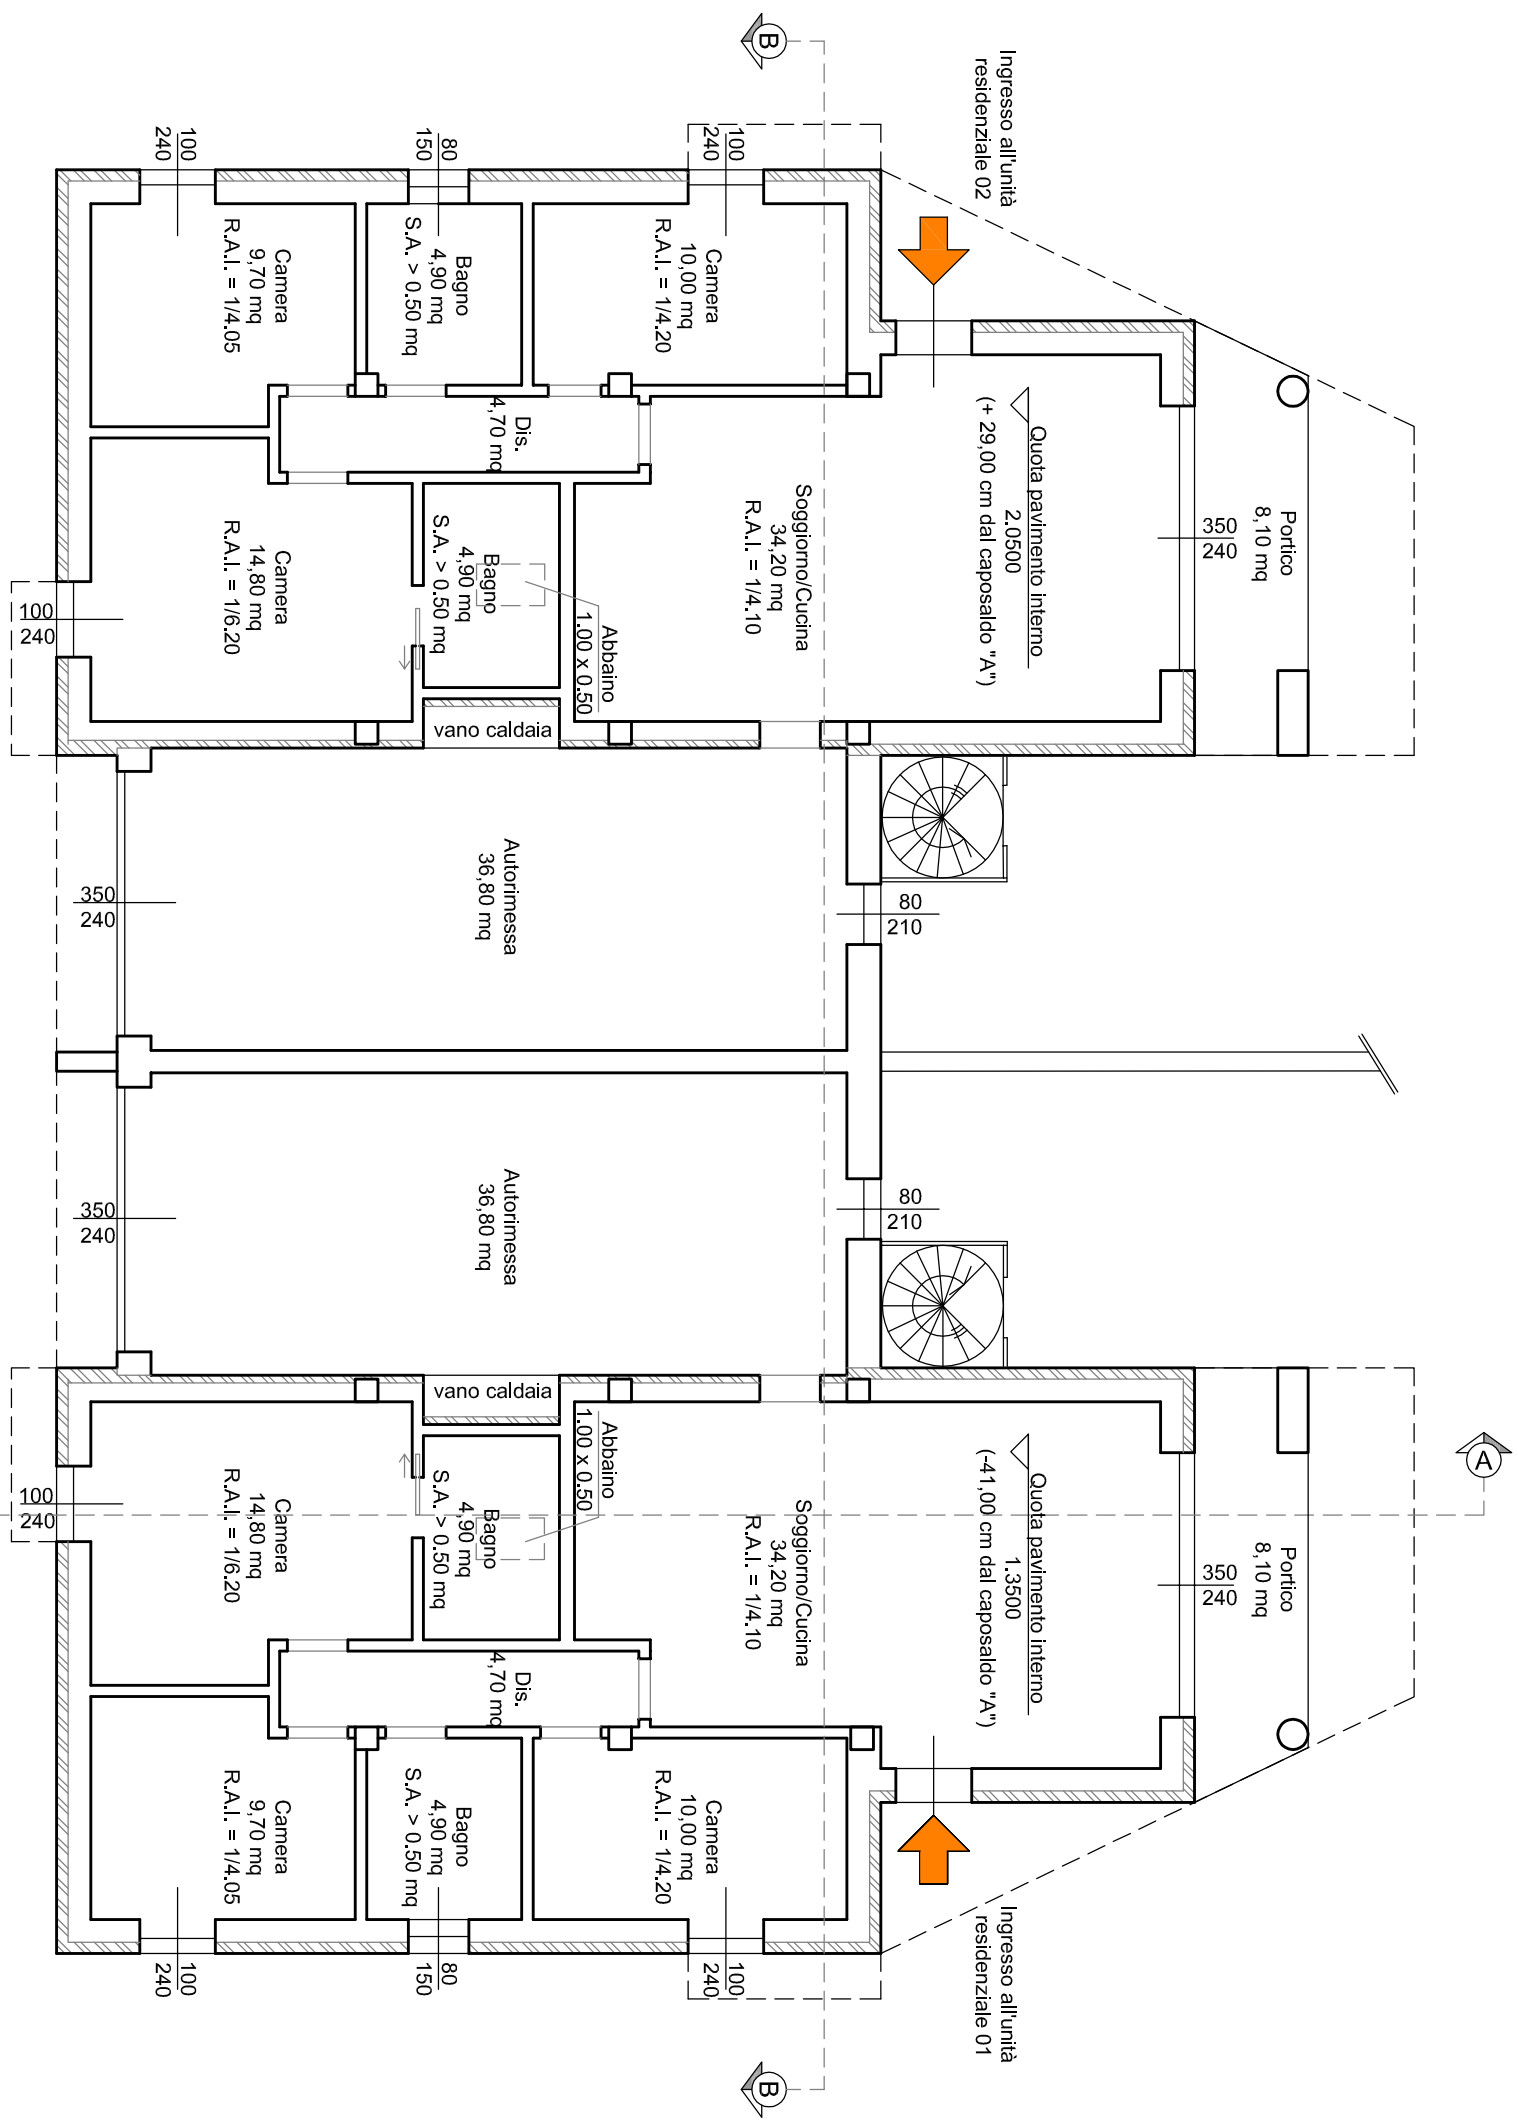 B
Ingresso all'unità
residenziale 02
100
240
80
150
100
240
Camera
9,70 mq
R.A.I. = 1/4.05
Bagno
4,90 mq
S.A. > 0.50 mq
Camera
10,00 mq
R.A.I. = 1/4.20
Dis.
4,70 mq
Camera
14,80 mq
R.A.I. = 1/6.20
Bagno
4,90 mq
S.A. > 0.50 mq
Abbaino
1.00 x 0.50
Soggiorno/Cucina
34,20 mq
R.A.I. = 1/4.10
Quota pavimento interno
2.0500
(+ 29,00 cm dal caposaldo "A")
350
240
Portico
8,10 mq
100
240
vano caldaia
Autorimessa
36,80 mq
350
240
80
210
Autorimessa
36,80 mq
350
240
80
210
vano caldaia
Abbaino
1.00 x 0.50
Camera
14,80 mq
R.A.I. = 1/6.20
100
240
Bagno
4,90 mq
S.A. > 0.50 mq
Soggiorno/Cucina
34,20 mq
R.A.I. = 1/4.10
Quota pavimento interno
1.3500
(-41,00 cm dal caposaldo "A")
350
240
Portico
8,10 mq
A
Dis.
4,70 mq
Camera
9,70 mq
R.A.I. = 1/4.05
Bagno
4,90 mq
S.A. > 0.50 mq
Camera
10,00 mq
R.A.I. = 1/4.20
100
240
80
150
100
240
Ingresso all'unità
residenziale 01
B